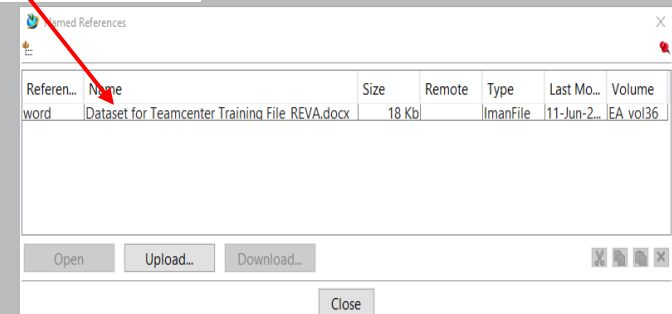 Named References
Referen... Name Size Remote Type Last Mo... Volume
word Dataset for Teamcenter Training File_REVA.docx 18 Kb ImanFile 11-Jun-2... EA_vol36
Open Upload... Download...
Close